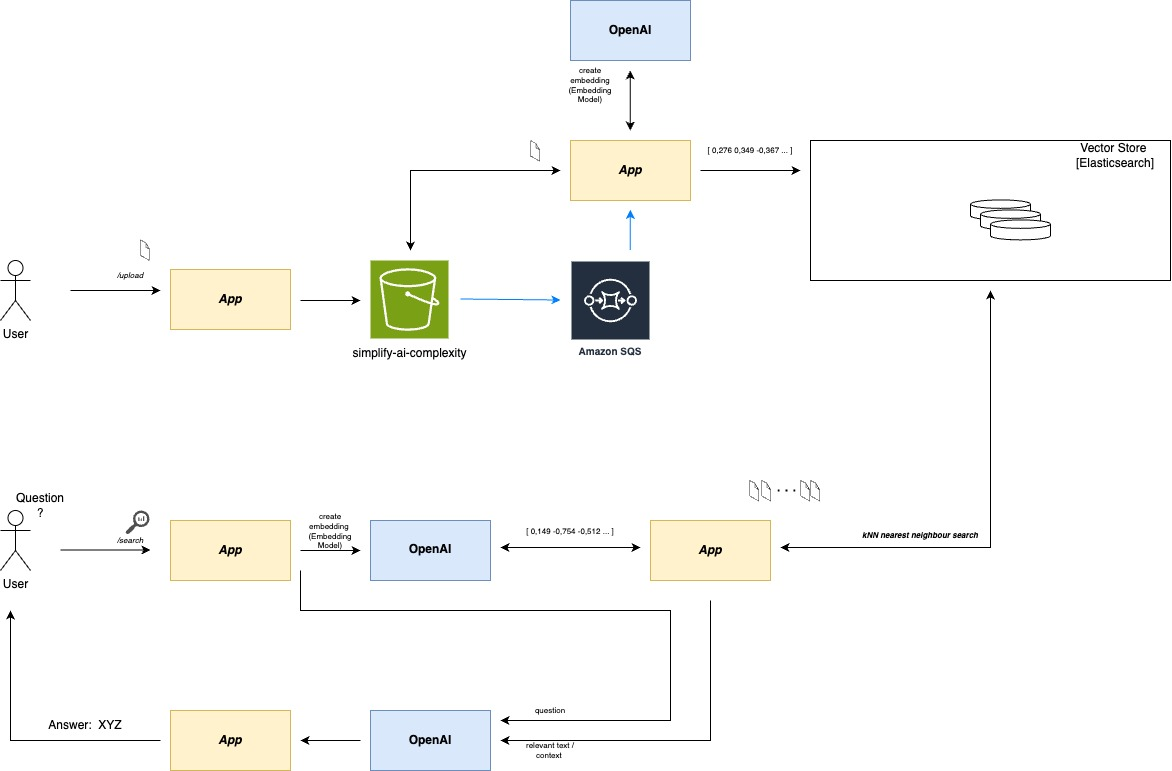 OpenAI
create
embedding
(Embedding
Model)
App
[ 0,276 0,349 -0,367 ... ]
Vector Store
[Elasticsearch]
/upload
App
User
simplify-ai-complexity
Amazon SQS
Question
?
/search
User
App
create
embedding
(Embedding
Model)
OpenAI
[ 0,149 -0,754 -0,512 ... ]
App
...
kNN nearest neighbour search
question
relevant text /
context
OpenAI
App
Answer: XYZ